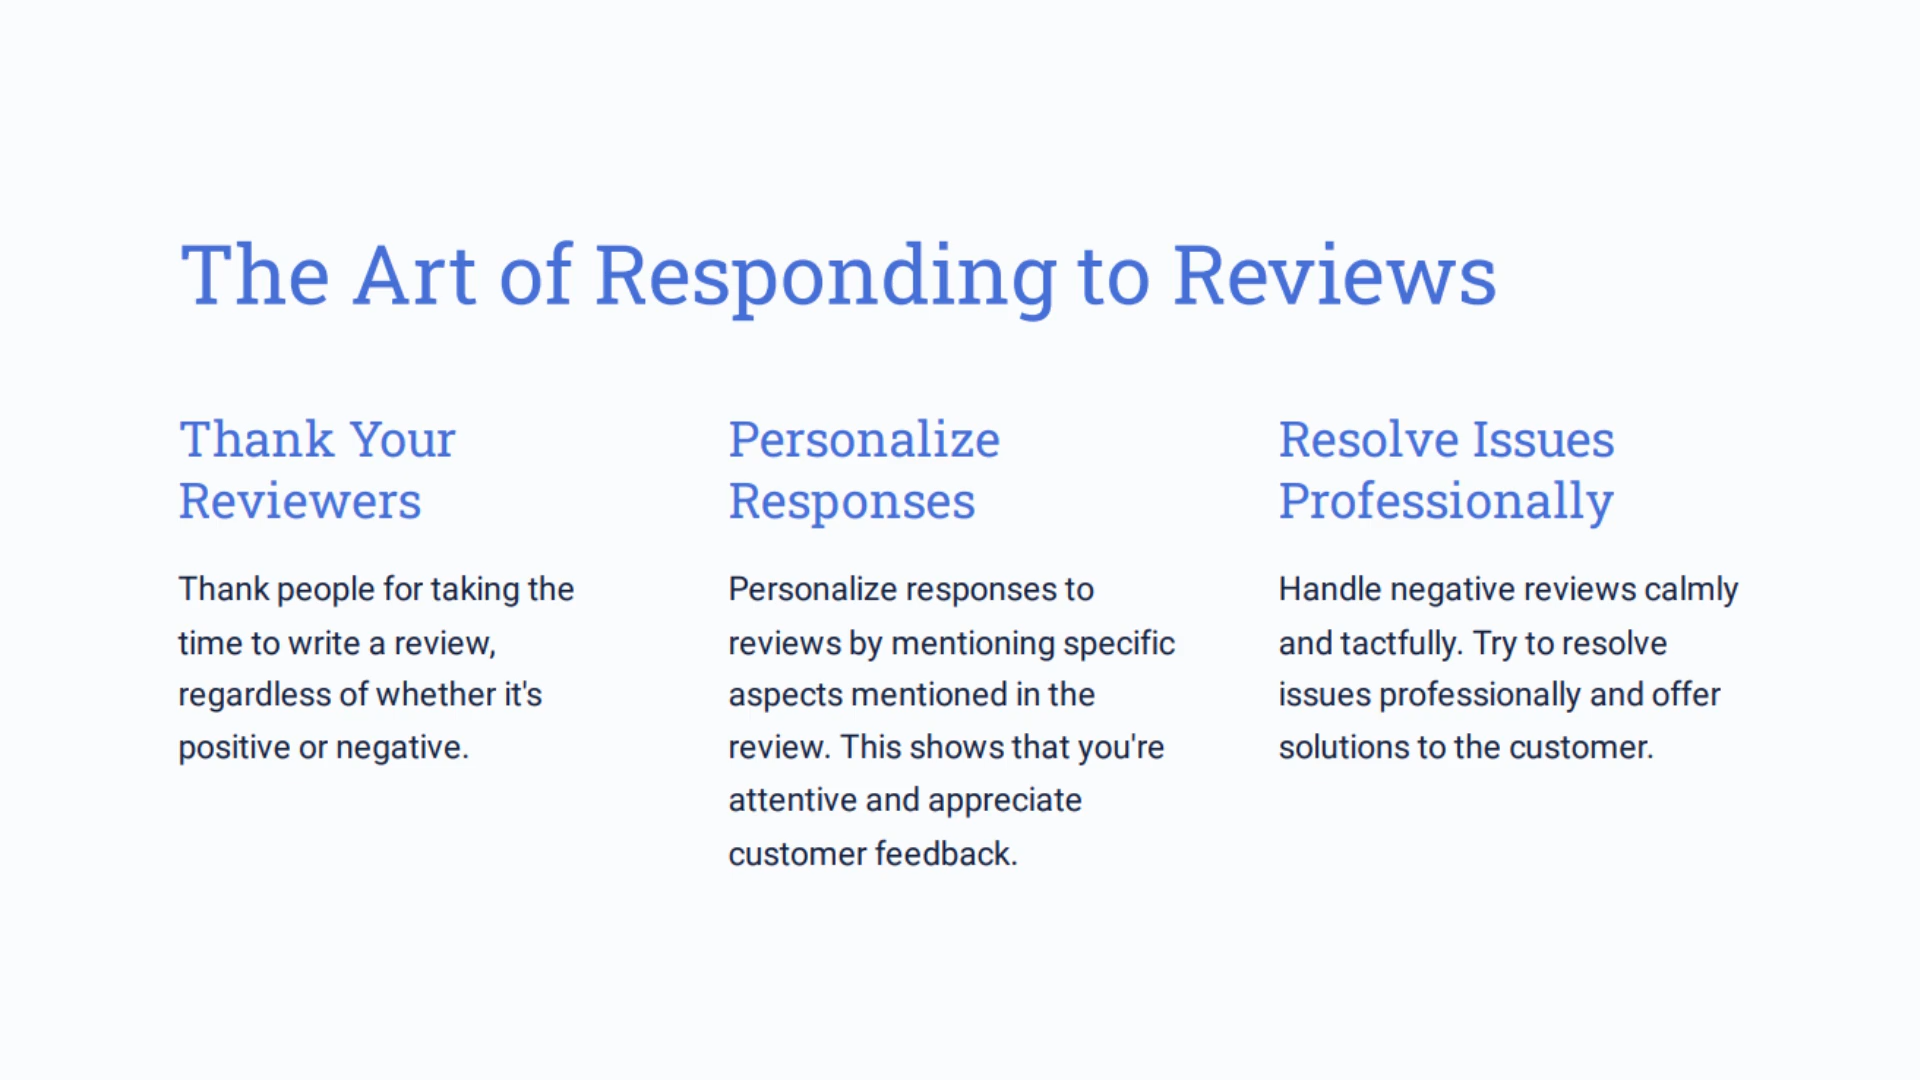 The Art of Responding to Reviews
Thank Your
Reviewers
Thank people for taking the
time to write a review,
regardless of whether it's
positive or negative.
Personalize
Responses
Personalize responses to
reviews by mentioning specific
aspects mentioned in the
review. This shows that you're
attentive and appreciate
customer feedback.
Resolve Issues
Professionally
Handle negative reviews calmly
and tactfully. Try to resolve
issues professionally and offer
solutions to the customer.